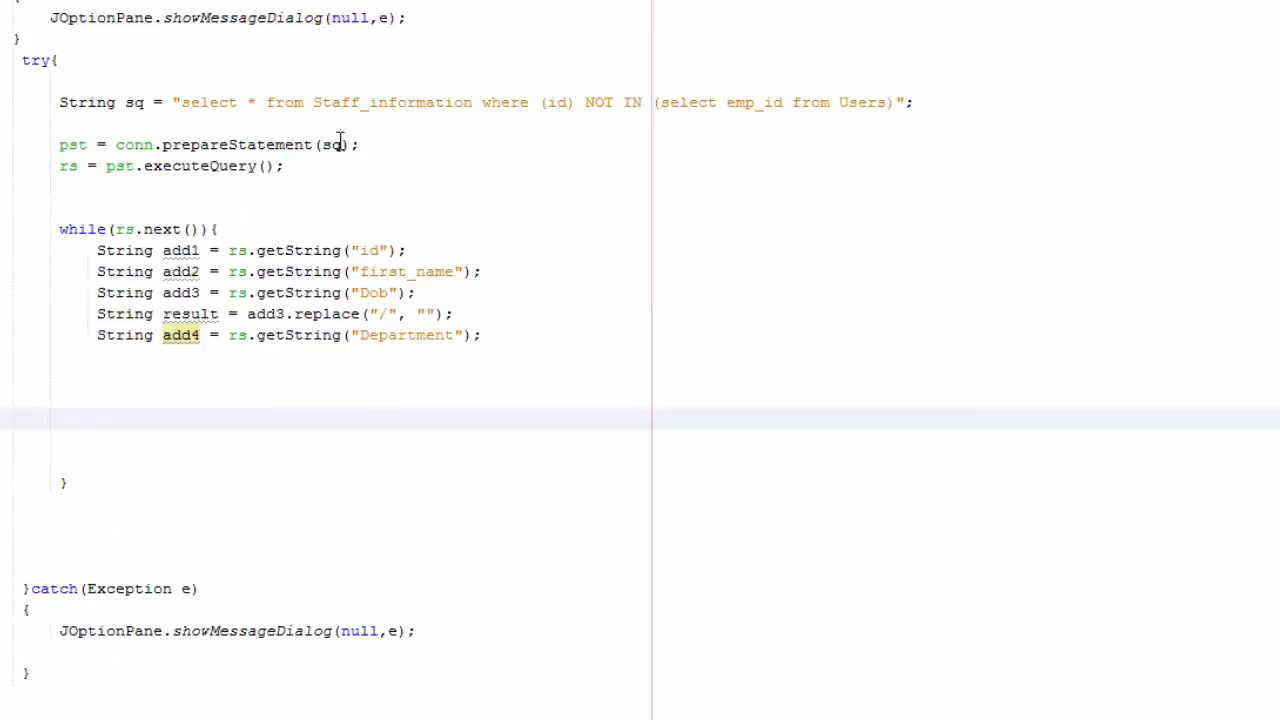 {
JOptionPane.showMessageDialog(null,e);
}
try{
String sq = "select * from Staff_information where (id) NOT IN (select emp_id from Users)";
pst = conn.prepareStatement(sq);
rs = pst.executeQuery();
while(rs.next()){
String add1 = rs.getString("id");
String add2 = rs.getString("first_name");
String add3 = rs.getString("Dob");
String result = add3.replace("/", "");
String add4 = rs.getString("Department");
}
}catch(Exception e)
{
JOptionPane.showMessageDialog(null,e);
}